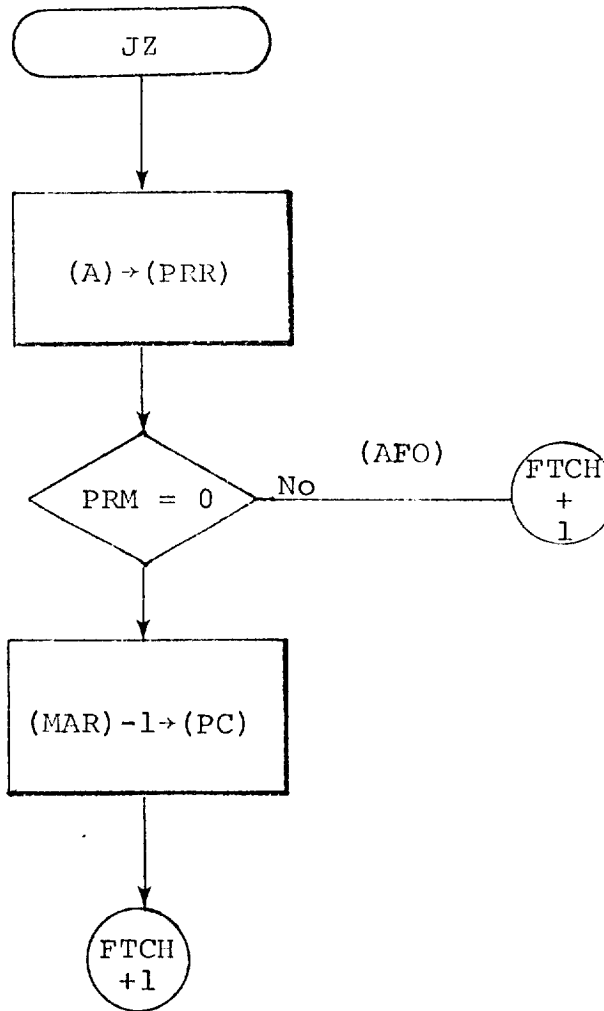 JZ
(A)→(PRR)
PRM = 0
No
(AFO)
FTCH
+
1
(MAR)-1→(PC)
FTCH
+1